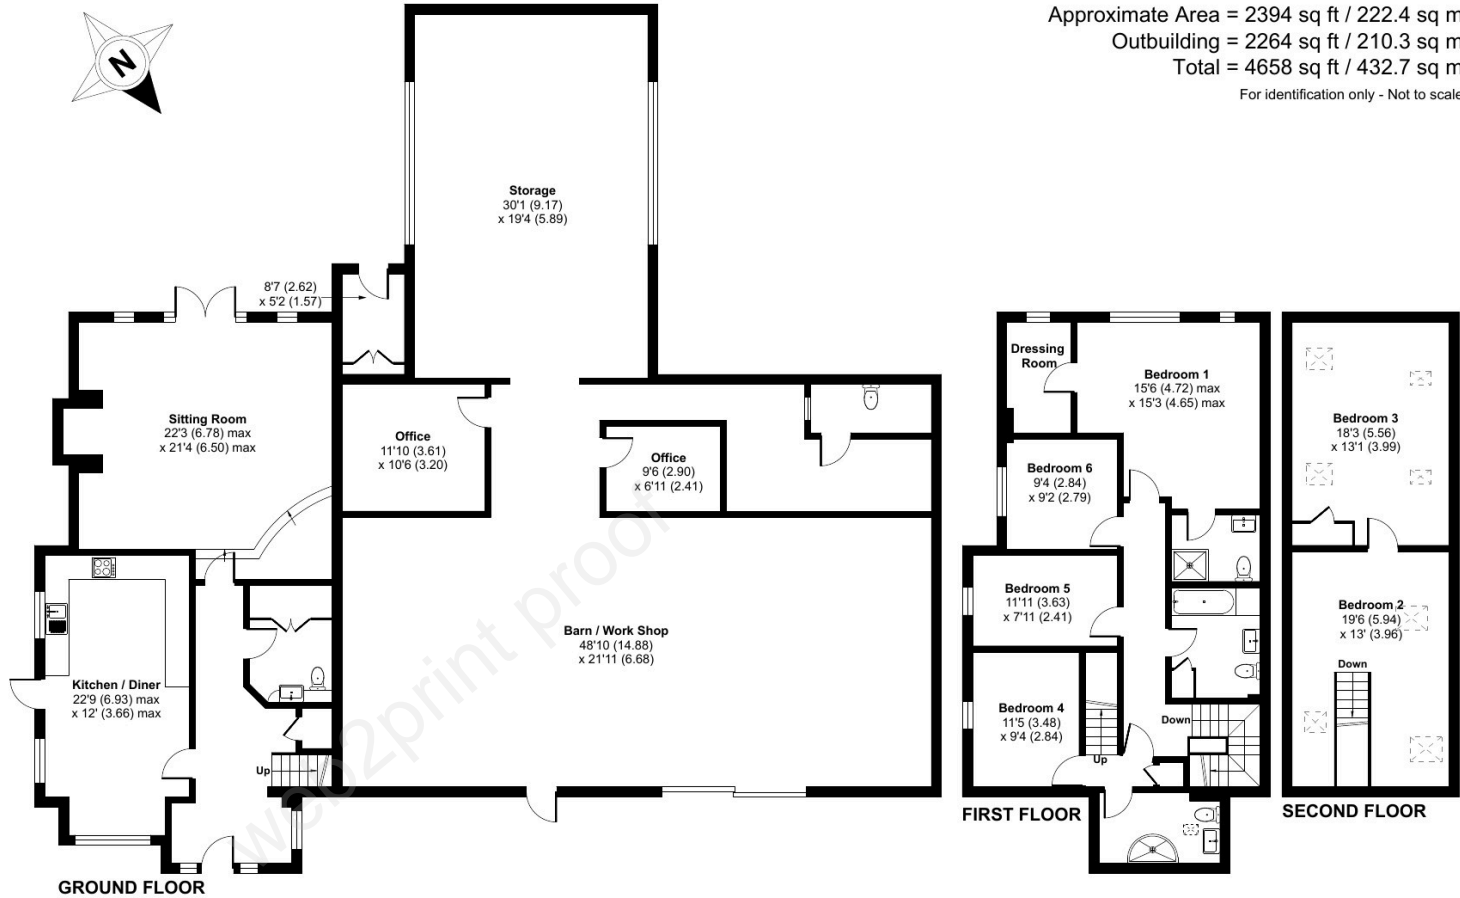 N
Approximate Area = 2394 sq ft / 222.4 sq m
Outbuilding = 2264 sq ft / 210.3 sq m
Total = 4658 sq ft / 432.7 sq m
For identification only - Not to scale
Storage
30'1 (9.17)
x 19'4 (5.89)
8'7 (2.62)
x 5'2 (1.57)
Sitting Room
22'3 (6.78) max
x 21'4 (6.50) max
Office
11'10 (3.61)
x 10'6 (3.20)
Office
9'6 (2.90)
x 6'11 (2.41)
Barn / Work Shop
48'10 (14.88)
x 21'11 (6.68)
Kitchen / Diner
22'9 (6.93) max
x 12' (3.66) max
Up
GROUND FLOOR
Dressing
Room
Bedroom 1
15'6 (4.72) max
x 15'3 (4.65) max
Bedroom 6
9'4 (2.84)
x 9'2 (2.79)
Bedroom 5
11'11 (3.63)
x 7'11 (2.41)
Bedroom 4
11'5 (3.48)
x 9'4 (2.84)
Down
Up
FIRST FLOOR
Bedroom 3
18'3 (5.56)
x 13'1 (3.99)
Bedroom 2
19'6 (5.94)
x 13' (3.96)
Down
SECOND FLOOR
web2print proof